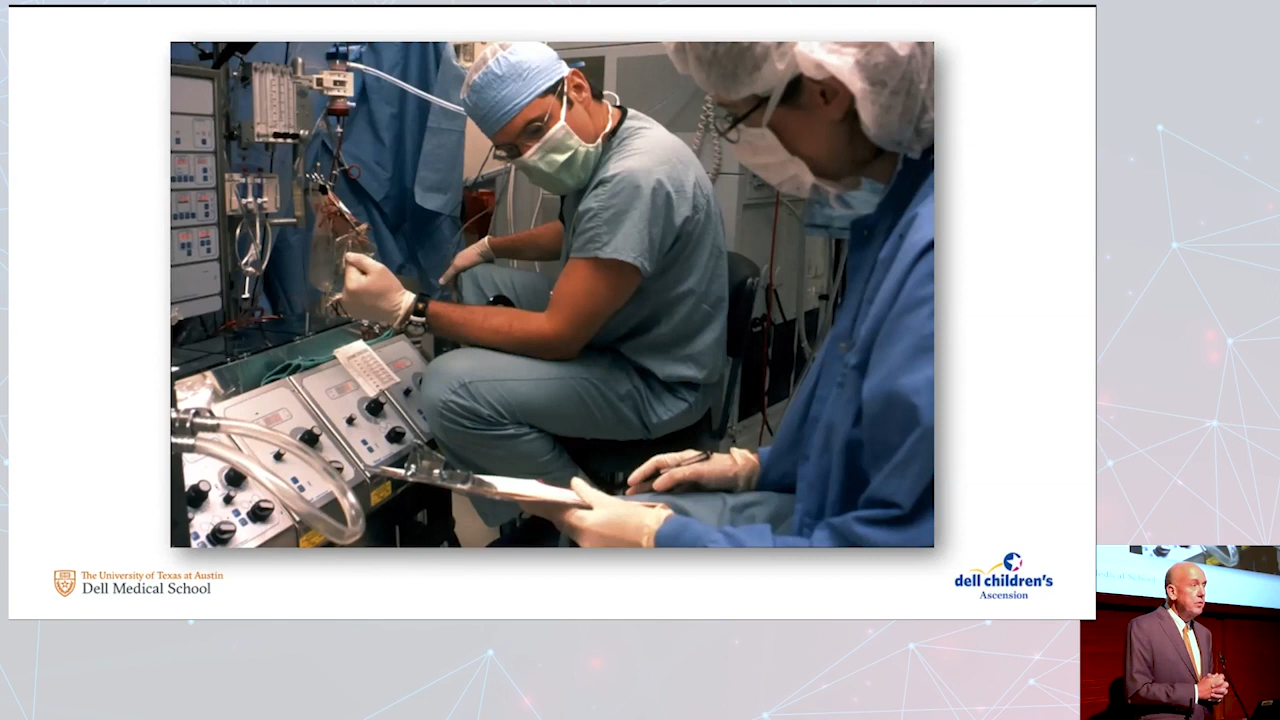 The University of Texas at Austin
Dell Medical School
dell children's
Ascension